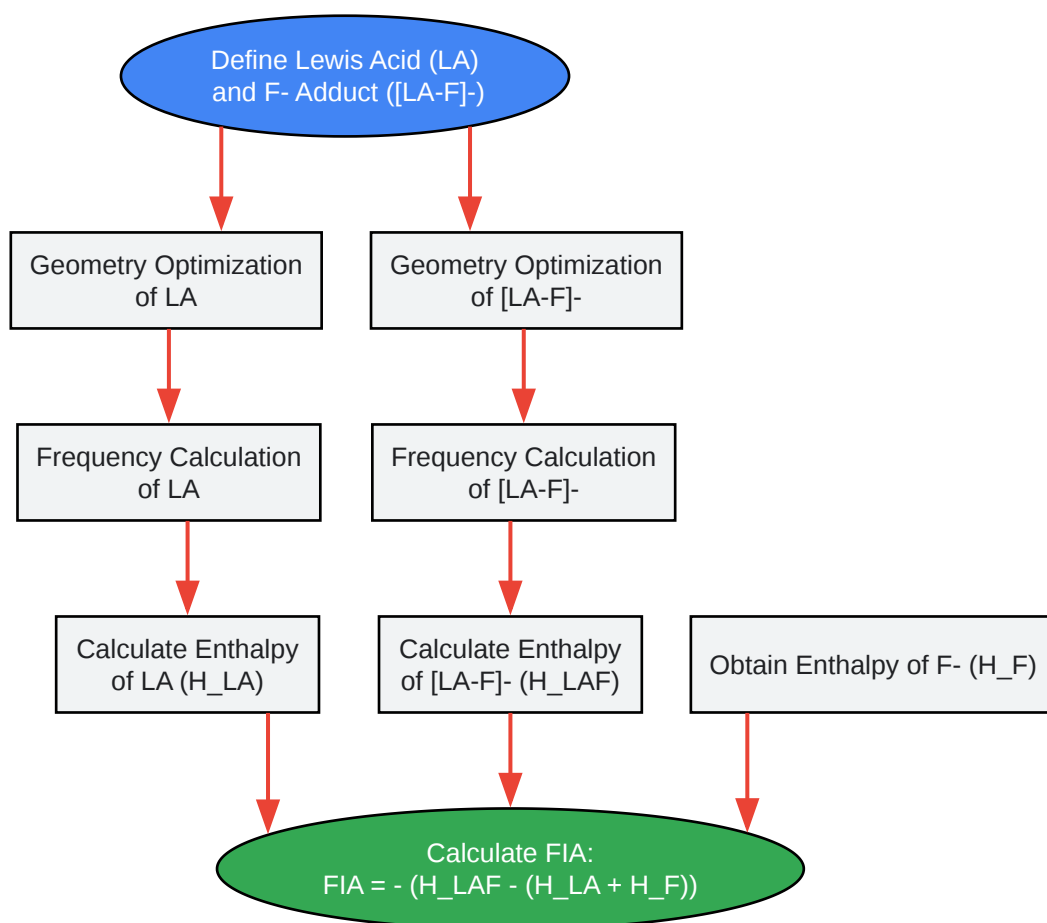 Define Lewis Acid (LA)
and F- Adduct ([LA-F]-)
Geometry Optimization
of LA
Geometry Optimization
of [LA-F]-
Frequency Calculation
of LA
Frequency Calculation
of [LA-F]-
Calculate Enthalpy
of LA (H_LA)
Calculate Enthalpy
of [LA-F]- (H_LAF)
Obtain Enthalpy of F- (H_F)
Calculate FIA:
FIA = - (H_LAF - (H_LA + H_F))